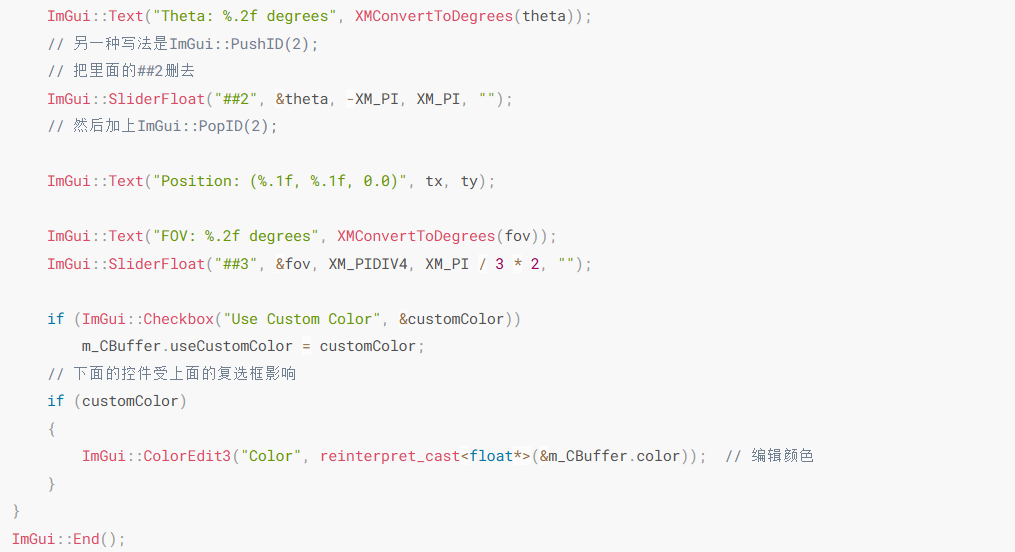 ImGui::Text("Theta: %.2f degrees", XMConvertToDegrees(theta));
// 另一种写法是ImGui::PushID(2);
// 把里面的##2删去
ImGui::SliderFloat("##2", &theta, -XM_PI, XM_PI, "");
// 然后加上ImGui::PopID(2);
ImGui::Text("Position: (%.1f, %.1f, 0.0)", tx, ty);
ImGui::Text("FOV: %.2f degrees", XMConvertToDegrees(fov));
ImGui::SliderFloat("##3", &fov, XM_PIDIV4, XM_PI / 3 * 2, "");
if (ImGui::Checkbox("Use Custom Color", &customColor))
m_CBuffer.useCustomColor = customColor;
// 下面的控件受上面的复选框影响
if (customColor)
{
ImGui::ColorEdit3("Color", reinterpret_cast<float*>(&m_CBuffer.color));  // 编辑颜色
}
}
ImGui::End();